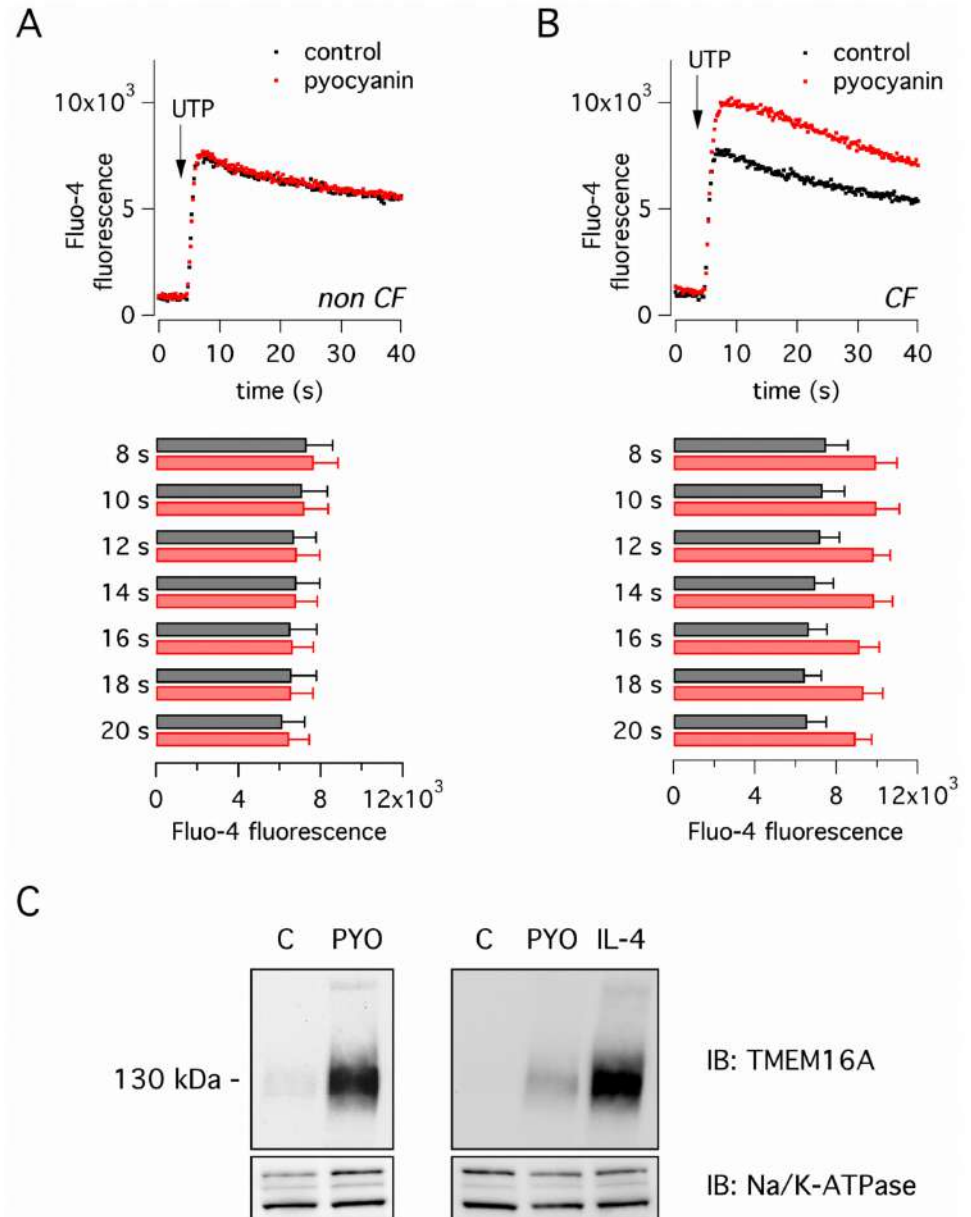 A
control
pyocyanin
UTP
10x10³
5
0
Fluo-4
fluorescence
non CF
0 10 20 30 40
time (s)
8 s
10 s
12 s
14 s
16 s
18 s
20 s
0 4 8 12x10³
Fluo-4 fluorescence
B
control
pyocyanin
UTP
10x10³
5
0
Fluo-4
fluorescence
CF
0 10 20 30 40
time (s)
8 s
10 s
12 s
14 s
16 s
18 s
20 s
0 4 8 12x10³
Fluo-4 fluorescence
C
C PYO C PYO IL-4
130 kDa -
IB: TMEM16A
IB: Na/K-ATPase